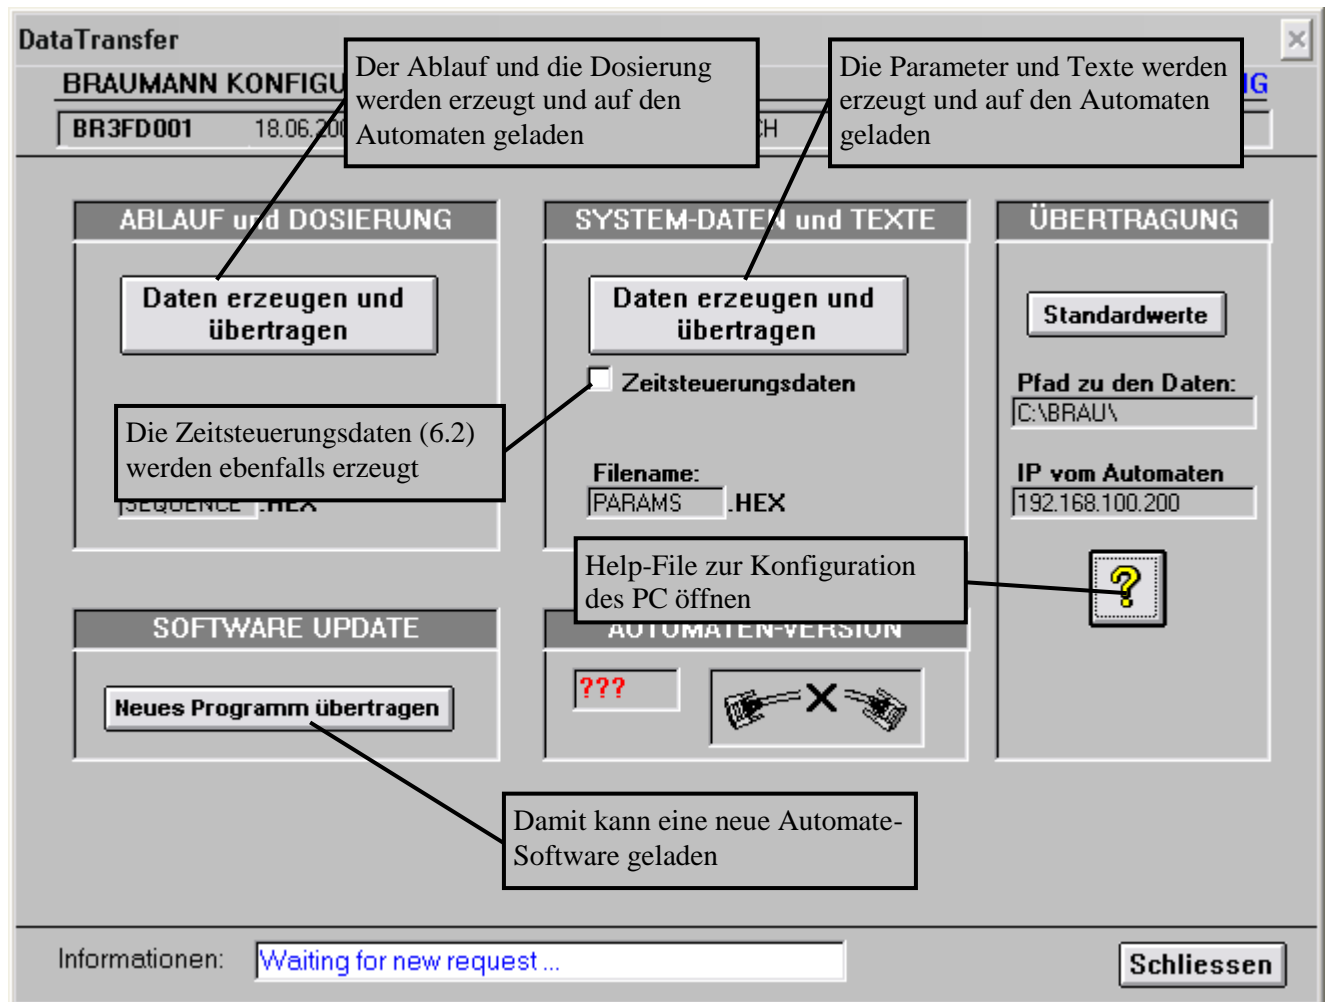 DataTransfer
BRAUMANN KONFIGU
G
BR3FD001 18.06.200 CH
Der Ablauf und die Dosierung
werden erzeugt und auf den
Automaten geladen
Die Parameter und Texte werden
erzeugt und auf den Automaten
geladen
ABLAUF und DOSIERUNG
Daten erzeugen und
übertragen
Die Zeitsteuerungsdaten (6.2)
werden ebenfalls erzeugt
SEQUENCE .HEX
SYSTEM-DATEN und TEXTE
Daten erzeugen und
übertragen
Zeitsteuerungsdaten
Filename:
PARAMS .HEX
ÜBERTRAGUNG
Standardwerte
Pfad zu den Daten:
C:\BRAU\
IP vom Automaten
192.168.100.200
?
Help-File zur Konfiguration
des PC öffnen
SOFTWARE UPDATE
Neues Programm übertragen
AUTOMATEN-VERSION
???
Damit kann eine neue Automate-
Software geladen
Informationen: Waiting for new request ...
Schliessen